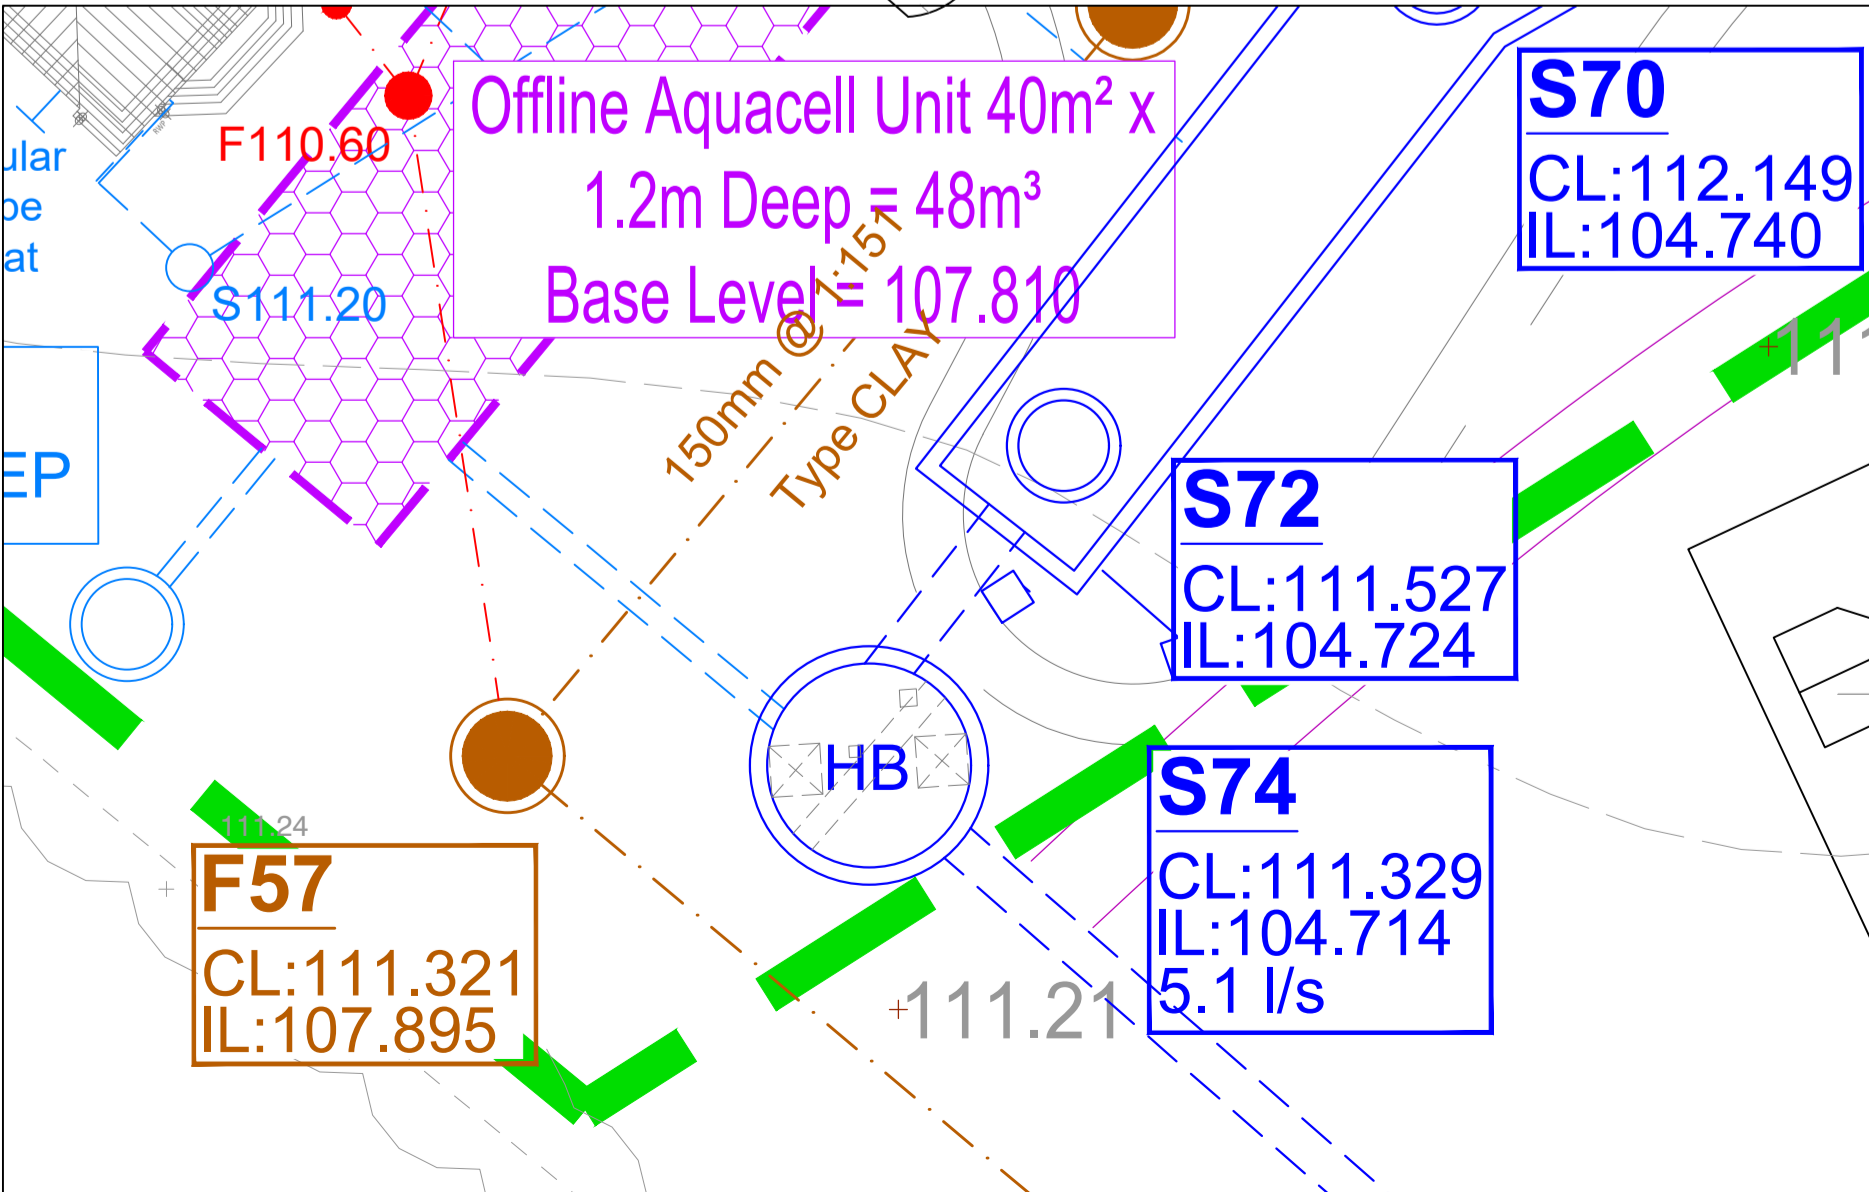 Offline Aquacell Unit 40m² x
1.2m Deep = 48m³
Base Level = 107.810
S70
CL:112.149
IL:104.740
F110.60
ular
pe
at
S111.20
EP
150mm @ 1:151
Type CLAY
S72
CL:111.527
IL:104.724
HB
S74
CL:111.329
IL:104.714
5.1 l/s
111.24
F57
CL:111.321
IL:107.895
111.21
111
RWP